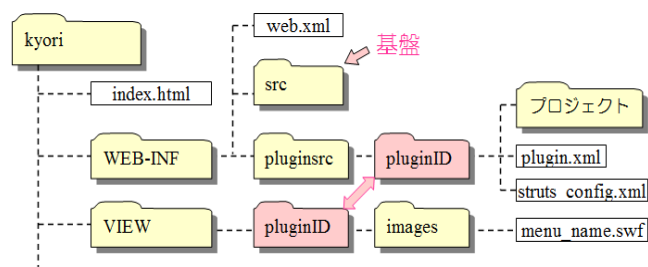 web.xml
kyori
基盤
src
index.html
プロジェクト
WEB-INF
pluginsrc
pluginID
plugin.xml
struts_config.xml
VIEW
pluginID
images
menu_name.swf